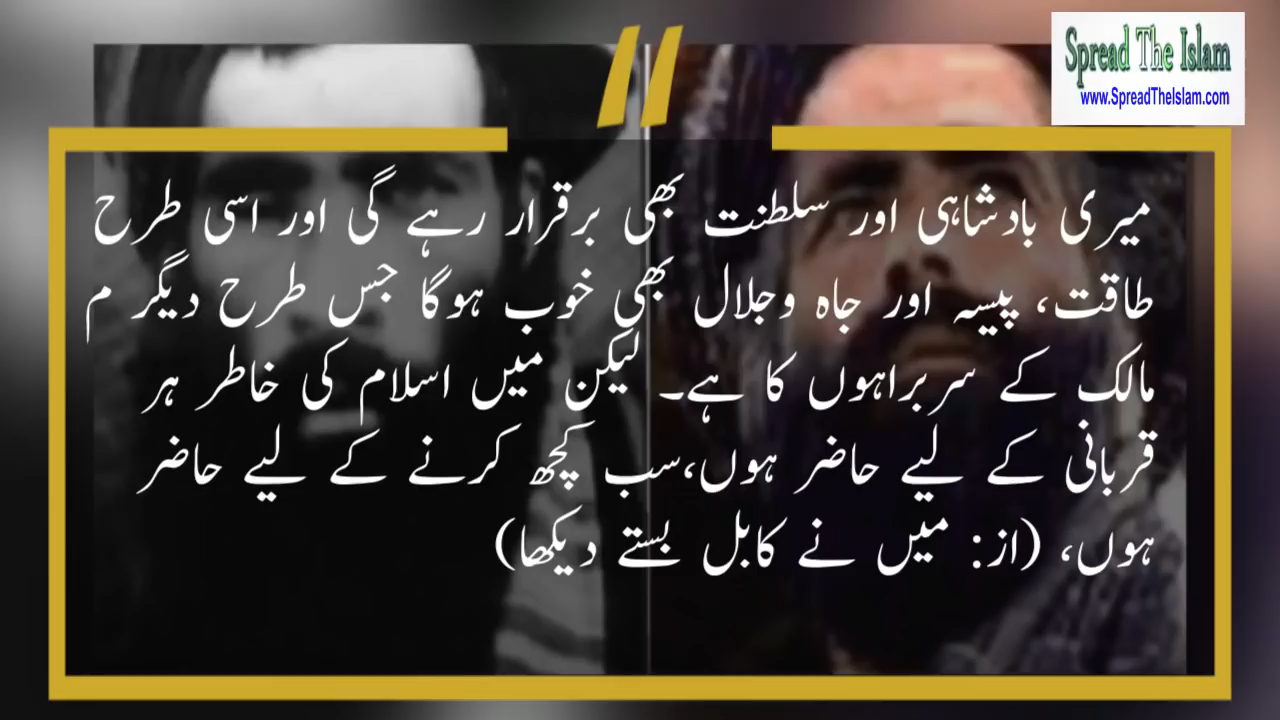 Spread The Islam
www.SpreadTheIslam.com
میری بادشاہی اور سلطنت بھی برقرار رہے گی اور اسی طرح
طاقت، پیسہ اور جاہ وجلال بھی خوب ہوگا جس طرح دیگر م
مالک کے سربراہوں کا ہے۔ لیکن میں اسلام کی خاطر ہر
قربانی کے لیے حاضر ہوں،سب کچھ کرنے کے لیے حاضر
ہوں، (از: میں نے کابل بستے دیکھا)